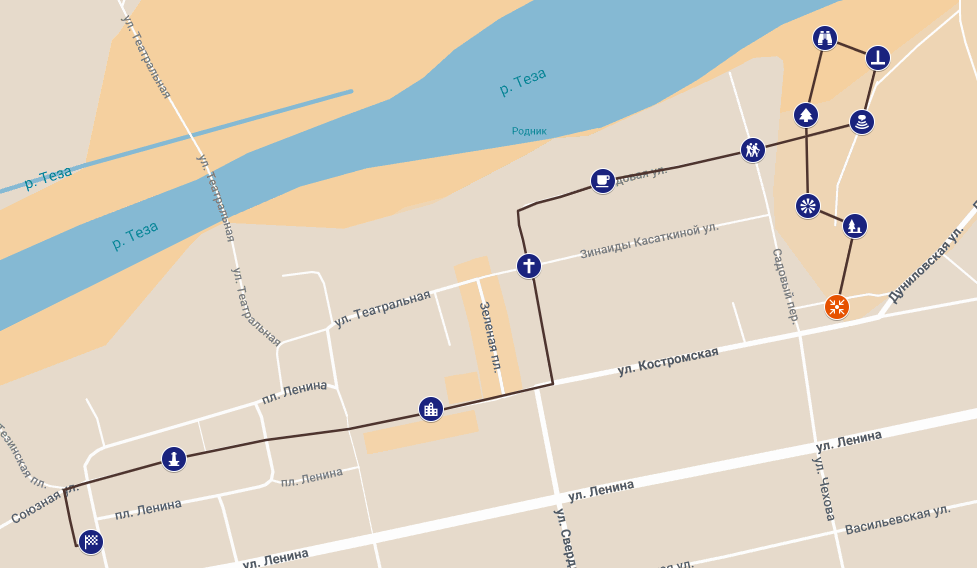 ул. Театральная
р. Теза
Родник
р. Теза
ул. Театральная
р. Теза
Садовый пер.
Зинаиды Касаткиной ул.
Дуниловская ул.
ул. Театральная
ул. Театральная
Зеленая пл.
ул. Костромская
пл. Ленина
ул. Ленина
пл. Ленина
ул. Ленина
Союзная ул.
пл. Ленина
ул. Чехова
Васильевская ул.
ул. Сверд
ул. Ленина